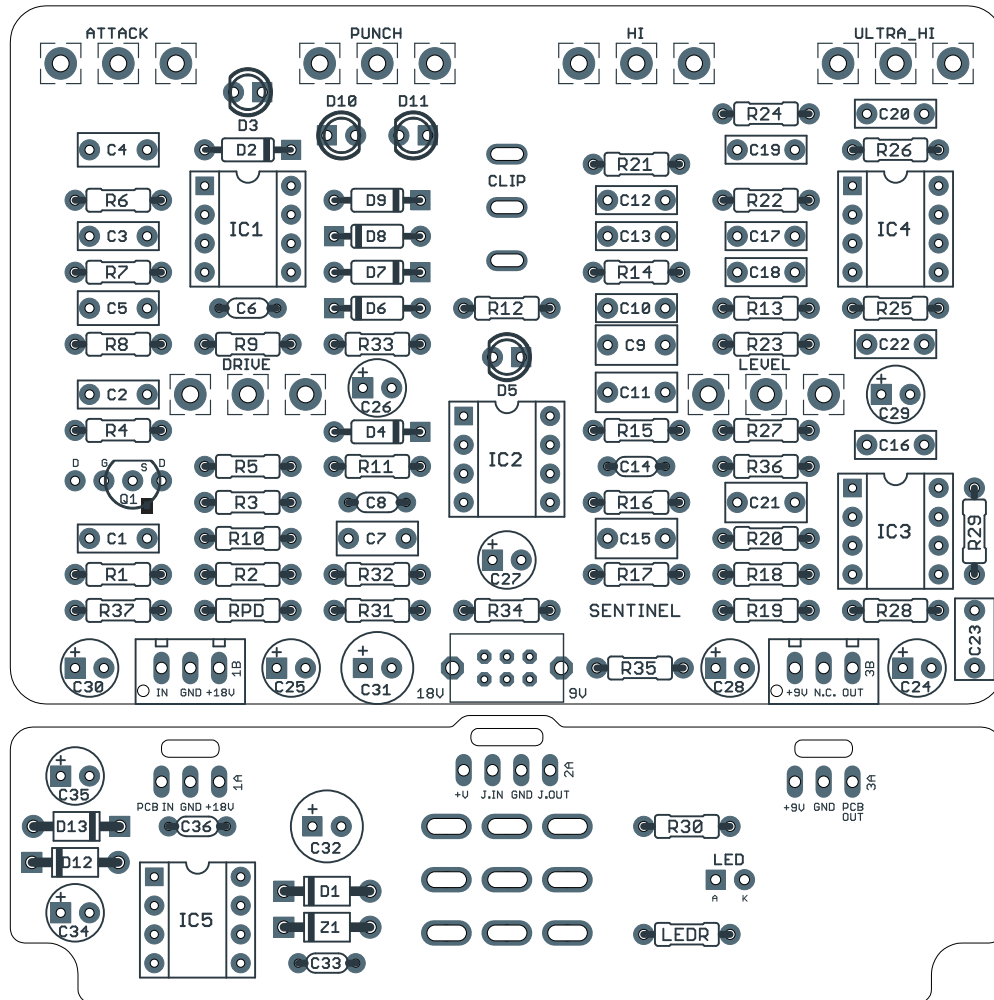 ATTACK PUNCH HI ULTRA_HI
D3 D10 D11 R24 C20
C4 D2 R21 C19 R26
CLIP
R6 IC1 D9 C12 R22 IC4
C3 D8 C13 C17
R7 D7 R14 C18
C5 C6 D6 R12 C10 R13 R25
R8 R9 R33 C9 R23 C22
DRIVE LEVEL
C2 C26 D5 C11 C29
R4 D4 R15 R27 C16
D G S D R5 R11 IC2 C14 R36
Q1 R3 C8 R16 C21 IC3 R29
C1 R10 C7 C15 R20
R1 R2 R32 C27 R17 R18
R37 RPD R31 R34 SENTINEL R19 R28
C23
C30 1B C25 C31 R35 C28 3B C24
IN GND +18V 18V 9V +9V N.C. OUT
C35 1A 2A 3A
+V J.IN GND J.OUT
PCB IN GND +18V +9V GND PCB OUT
D13 C36 C32 R30
D12 LED
D1 A K
C34 IC5 Z1 LEDR
C33